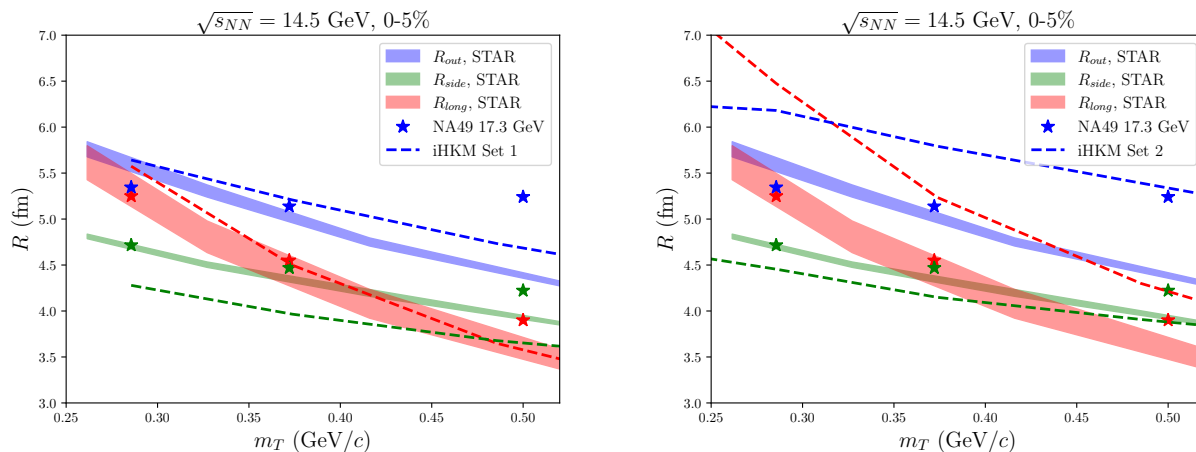 √s_NN = 14.5 GeV, 0-5%
R (fm)
7.0
6.5
6.0
5.5
5.0
4.5
4.0
3.5
3.0
R_out, STAR
R_side, STAR
R_long, STAR
NA49 17.3 GeV
iHKM Set 1
0.25 0.30 0.35 0.40 0.45 0.50
m_T (GeV/c)
√s_NN = 14.5 GeV, 0-5%
R (fm)
7.0
6.5
6.0
5.5
5.0
4.5
4.0
3.5
3.0
R_out, STAR
R_side, STAR
R_long, STAR
NA49 17.3 GeV
iHKM Set 2
0.25 0.30 0.35 0.40 0.45 0.50
m_T (GeV/c)